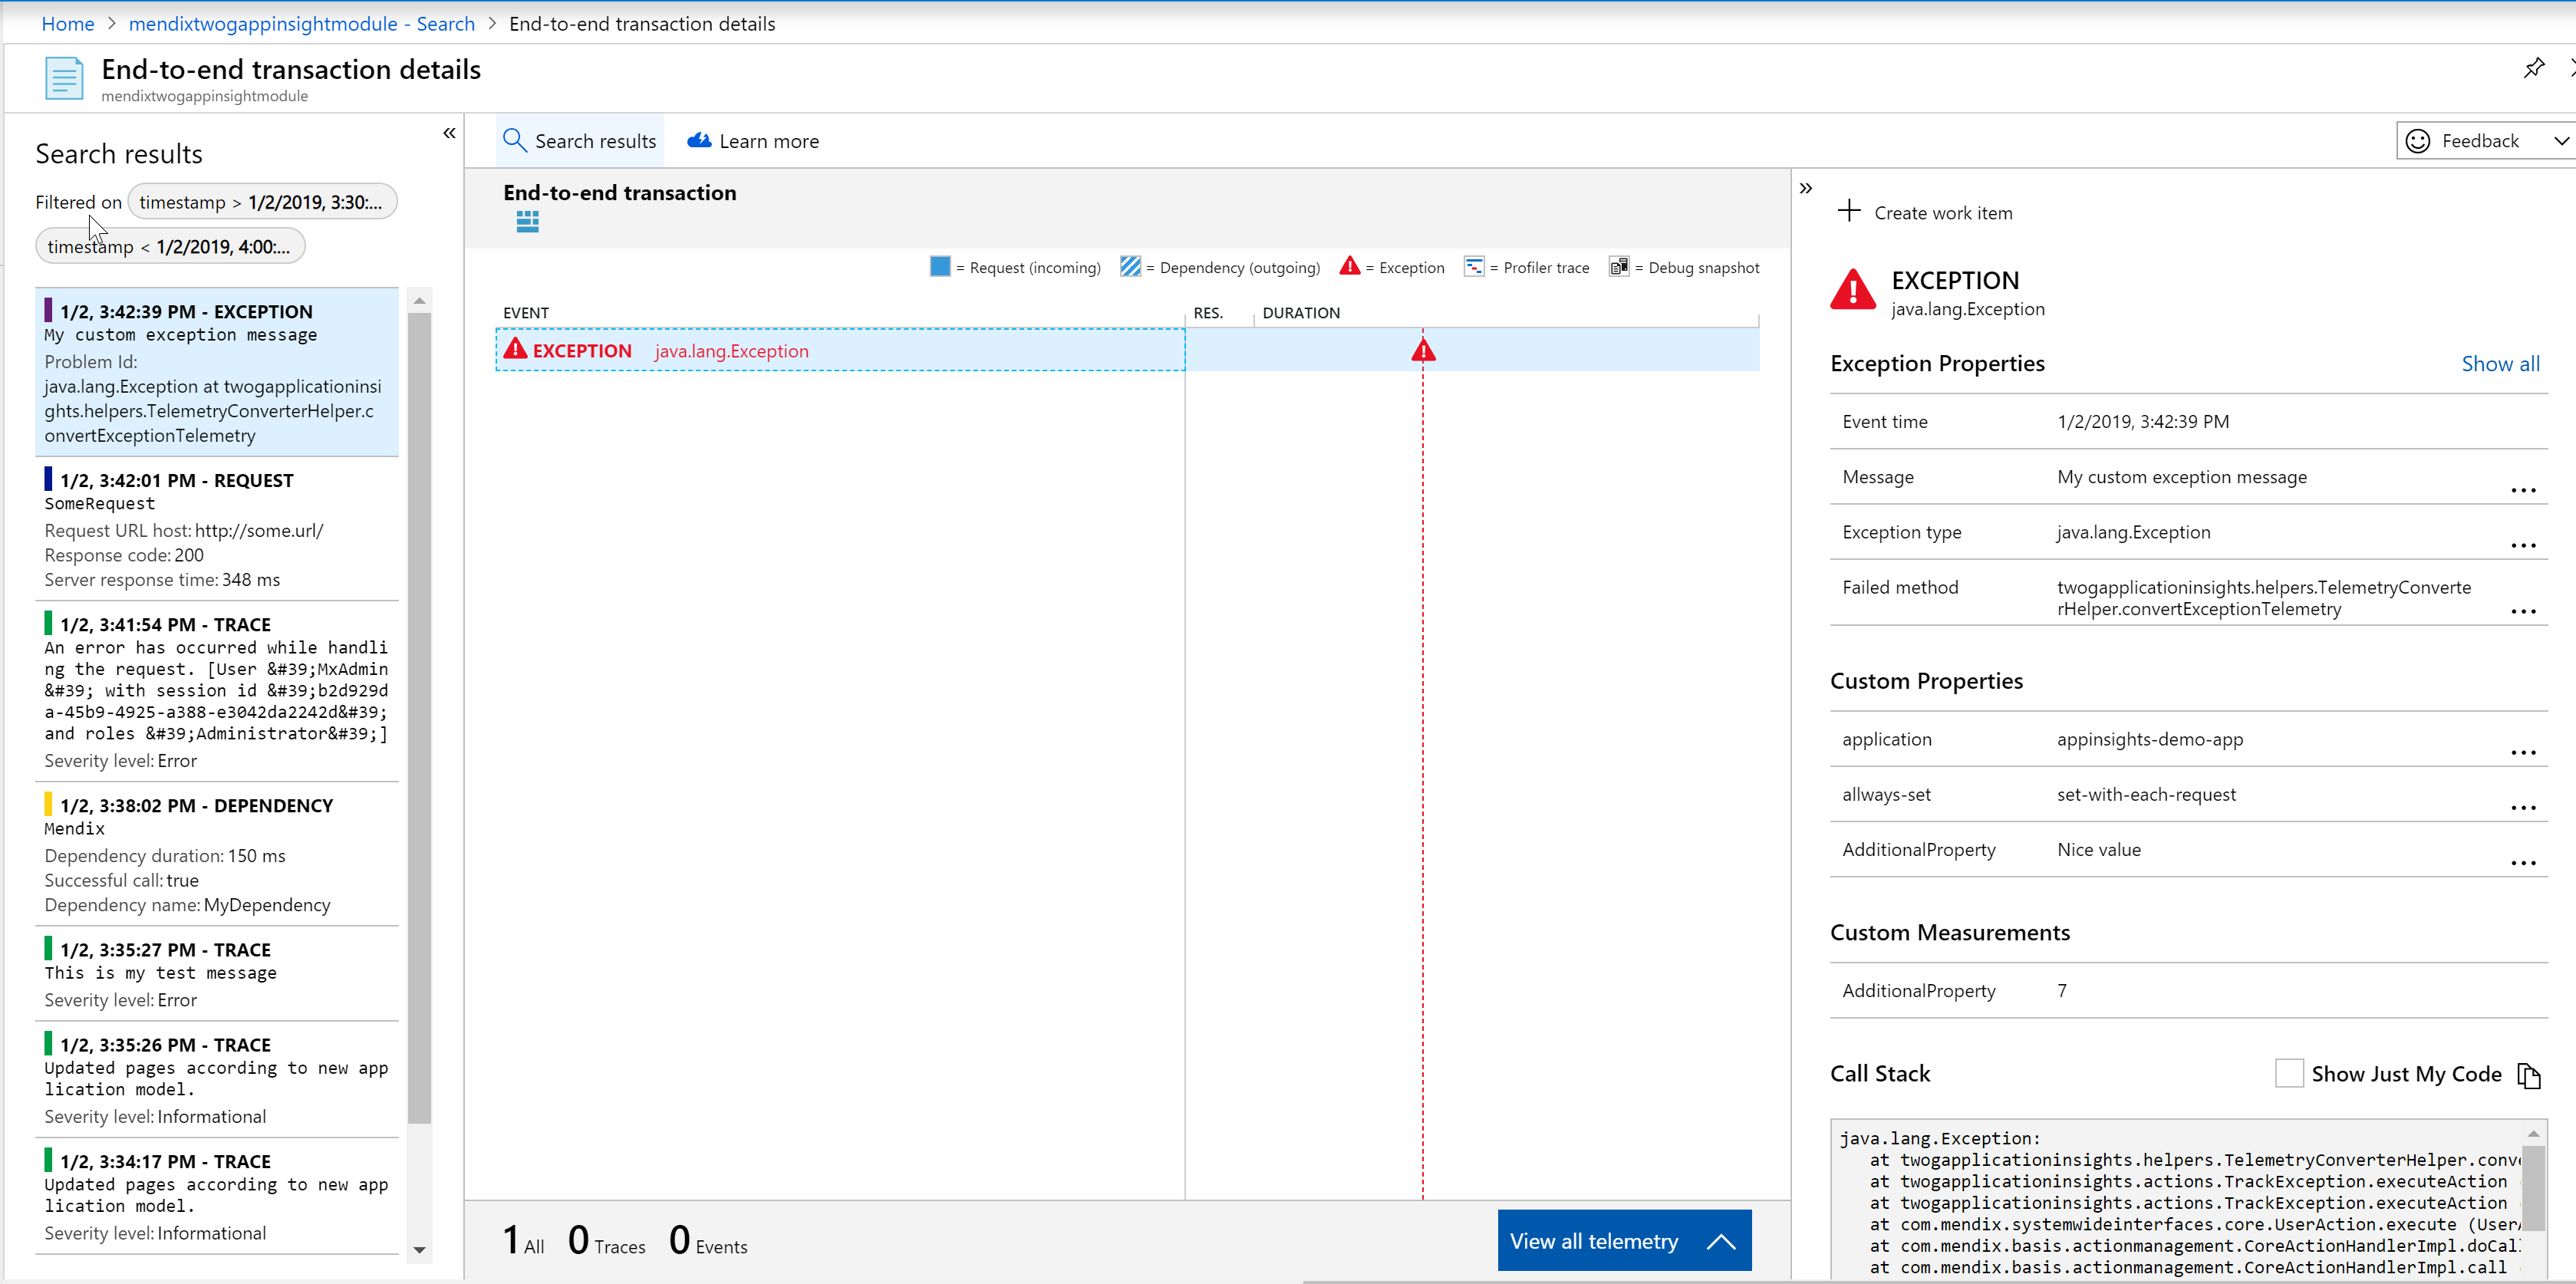 Home > mendixtwogappinsightmodule - Search > End-to-end transaction details
End-to-end transaction details
mendixtwogappinsightmodule
«
Search results
Filtered on timestamp > 1/2/2019, 3:30:...
timestamp < 1/2/2019, 4:00:...
1/2, 3:42:39 PM - EXCEPTION
My custom exception message
Problem Id:
java.lang.Exception at twogapplicationinsi
ghts.helpers.TelemetryConverterHelper.c
onvertExceptionTelemetry
1/2, 3:42:01 PM - REQUEST
SomeRequest
Request URL host: http://some.url/
Response code: 200
Server response time: 348 ms
1/2, 3:41:54 PM - TRACE
An error has occurred while handli
ng the request. [User &#39;MxAdmin
&#39; with session id &#39;b2d929d
a-45b9-4925-a388-e3042da2242d&#39;
and roles &#39;Administrator&#39;]
Severity level: Error
1/2, 3:38:02 PM - DEPENDENCY
Mendix
Dependency duration: 150 ms
Successful call: true
Dependency name: MyDependency
1/2, 3:35:27 PM - TRACE
This is my test message
Severity level: Error
1/2, 3:35:26 PM - TRACE
Updated pages according to new app
lication model.
Severity level: Informational
1/2, 3:34:17 PM - TRACE
Updated pages according to new app
lication model.
Severity level: Informational
Search results Learn more
Feedback
End-to-end transaction
= Request (incoming) = Dependency (outgoing) = Exception = Profiler trace = Debug snapshot
EVENT RES. DURATION
EXCEPTION java.lang.Exception
1 All 0 Traces 0 Events
View all telemetry
»
Create work item
EXCEPTION
java.lang.Exception
Exception Properties Show all
Event time 1/2/2019, 3:42:39 PM
Message My custom exception message ...
Exception type java.lang.Exception ...
Failed method twogapplicationinsights.helpers.TelemetryConverte
rHelper.convertExceptionTelemetry ...
Custom Properties
application appinsights-demo-app ...
allways-set set-with-each-request ...
AdditionalProperty Nice value ...
Custom Measurements
AdditionalProperty 7
Call Stack Show Just My Code
java.lang.Exception:
at twogapplicationinsights.helpers.TelemetryConverterHelper.conv
at twogapplicationinsights.actions.TrackException.executeAction (
at twogapplicationinsights.actions.TrackException.executeAction (
at com.mendix.systemwideinterfaces.core.UserAction.execute (User
at com.mendix.basis.actionmanagement.CoreActionHandlerImpl.doCal
at com.mendix.basis.actionmanagement.CoreActionHandlerImpl.call (